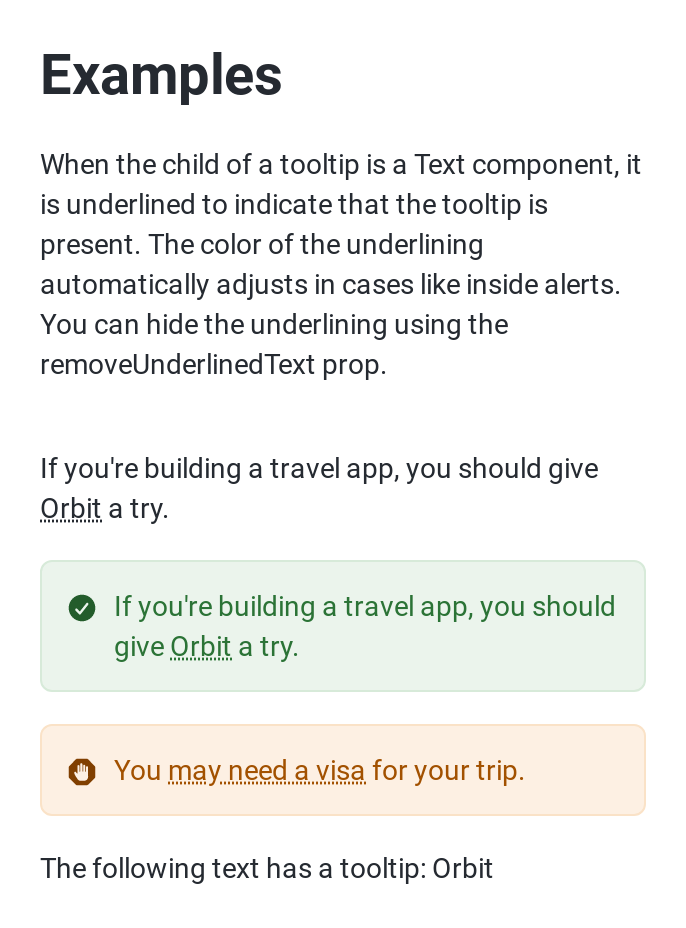 Examples
When the child of a tooltip is a Text component, it
is underlined to indicate that the tooltip is
present. The color of the underlining
automatically adjusts in cases like inside alerts.
You can hide the underlining using the
removeUnderlinedText prop.
If you're building a travel app, you should give
Orbit a try.
If you're building a travel app, you should
give Orbit a try.
You may need a visa for your trip.
The following text has a tooltip: Orbit